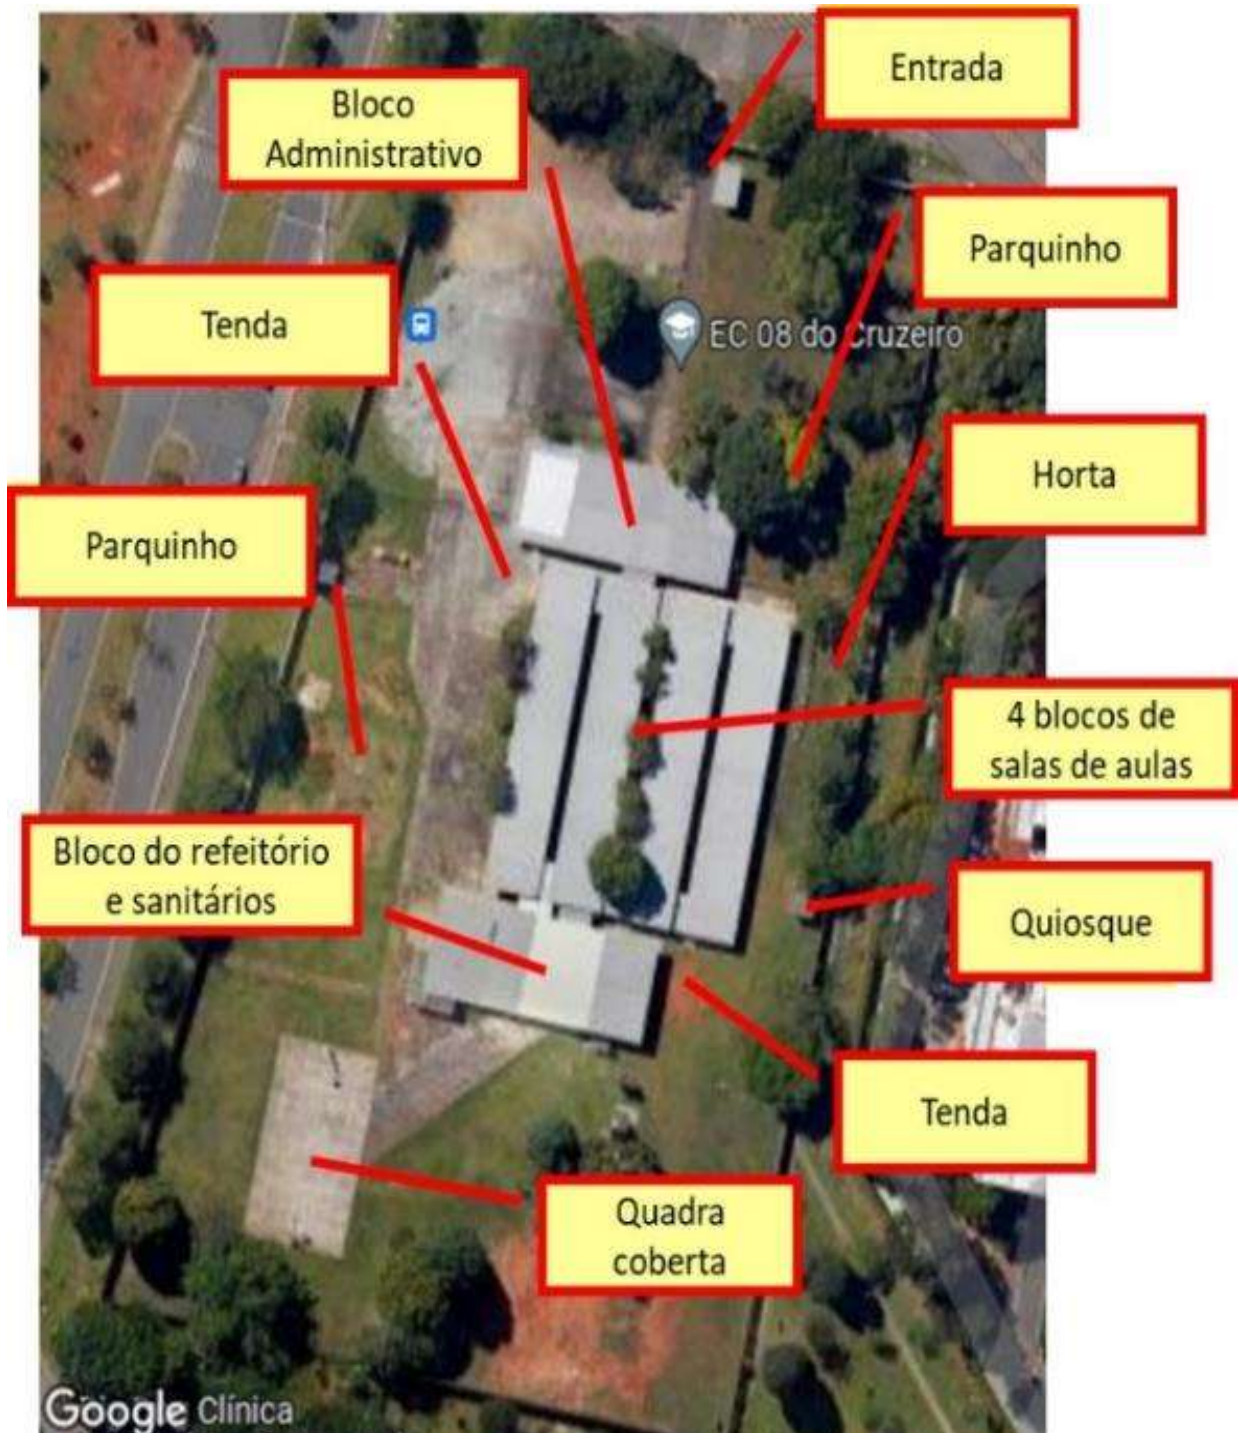 Entrada
Bloco
Administrativo
Parquinho
Tenda
EC 08 do Cruzeiro
Horta
Parquinho
4 blocos de
salas de aulas
Bloco do refeitório
e sanitários
Quiosque
Tenda
Quadra
coberta
Google Clínica